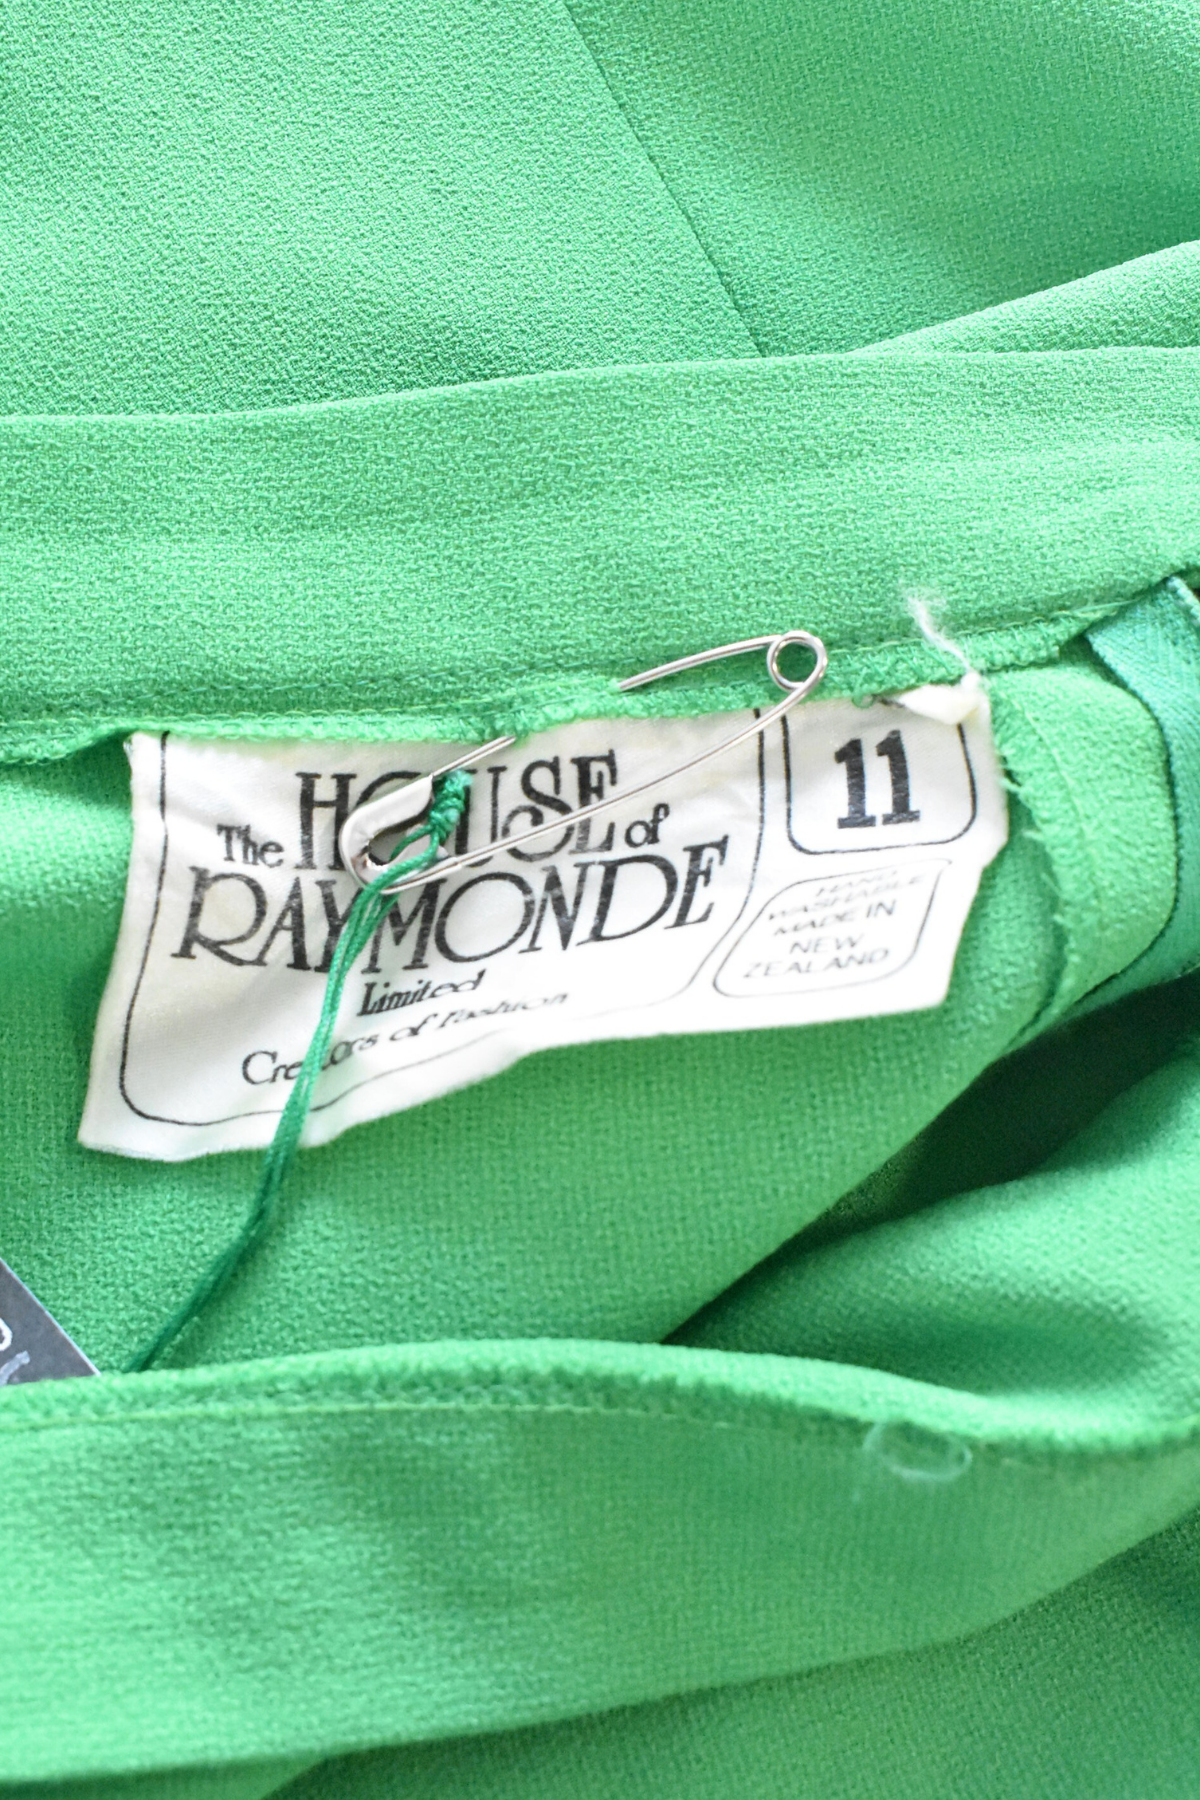 The HOUSE of
RAYMONDE
Limited
Creators of Fashion
11
HAND
WASHABLE
MADE IN
NEW
ZEALAND